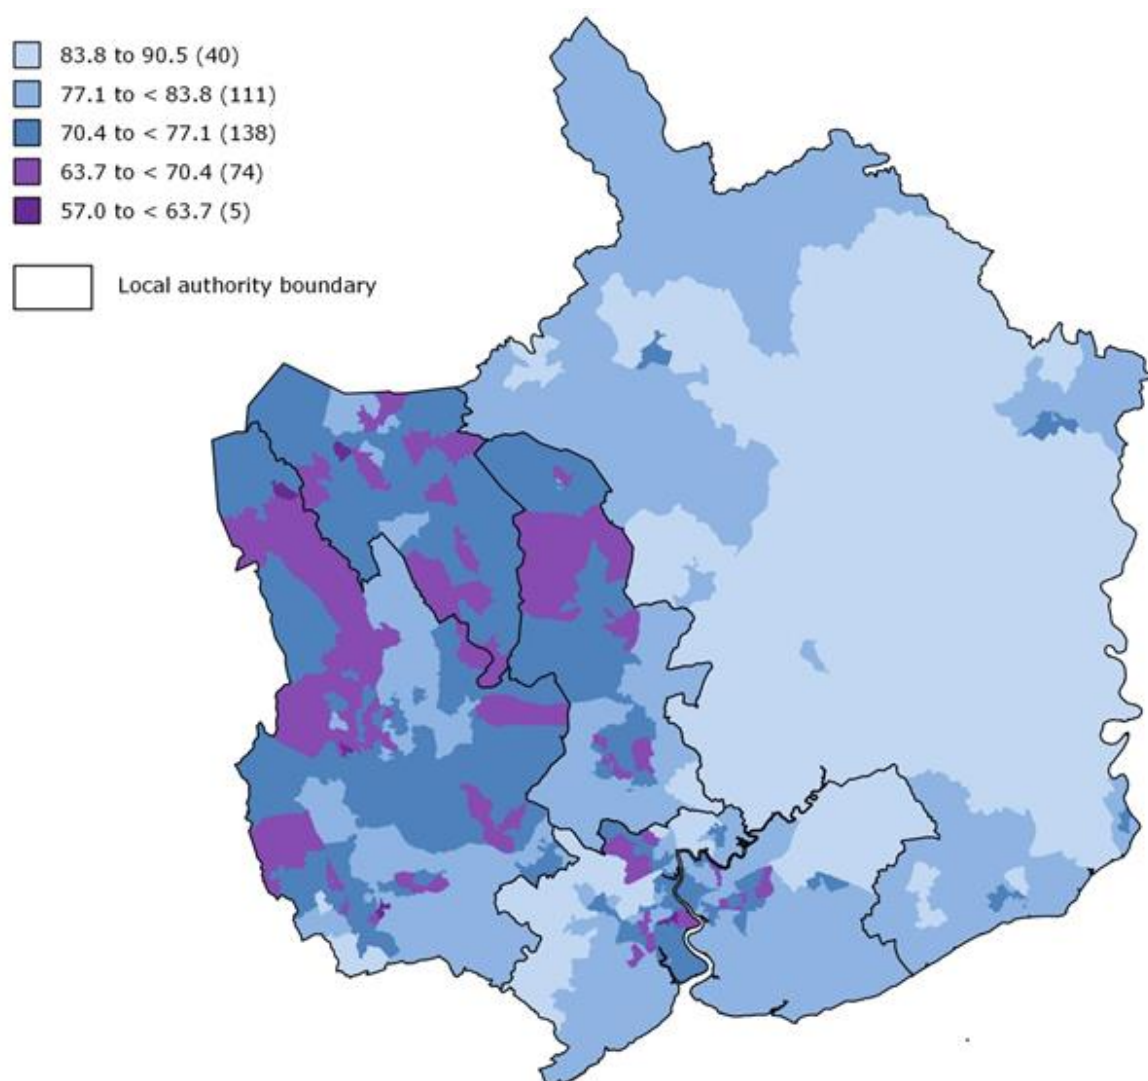 83.8 to 90.5 (40)
77.1 to < 83.8 (111)
70.4 to < 77.1 (138)
63.7 to < 70.4 (74)
57.0 to < 63.7 (5)
Local authority boundary